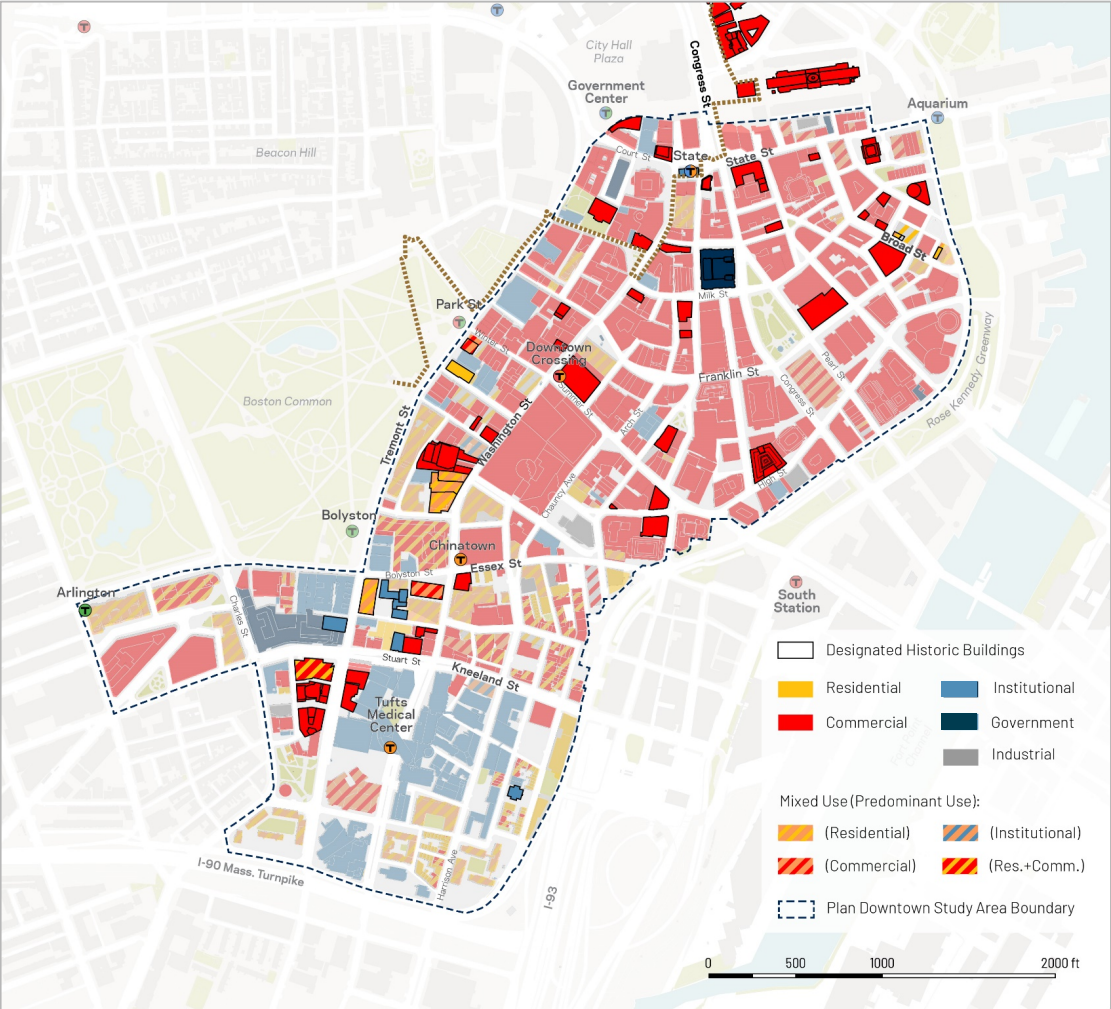 City Hall
Plaza
Congress St
Government
Center
Aquarium
Beacon Hill
Court St
State
State St
Broad St
Milk St
Park St
Winter St
Downtown
Crossing
Summer St
Franklin St
Pearl St
Congress St
Rose Kennedy Greenway
Boston Common
Tremont St
Washington St
Arch St
High St
Chauncy Ave
Bolyston
Chinatown
Essex St
Bolyston St
Arlington
Charles St
South
Station
Stuart St
Kneeland St
Tufts
Medical
Center
Harrison Ave
I-90 Mass. Turnpike
I-93
Designated Historic Buildings
Residential
Institutional
Commercial
Government
Industrial
Mixed Use (Predominant Use):
(Residential)
(Institutional)
(Commercial)
(Res.+Comm.)
Plan Downtown Study Area Boundary
0 500 1000 2000 ft